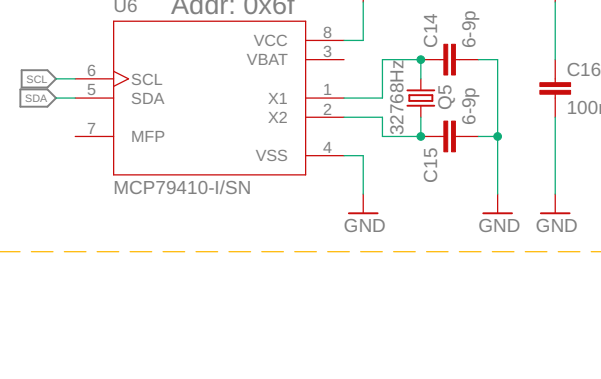 U6
Addr: 0x6f
SCL
SDA
6
5
7
SCL
SDA
MFP
VCC
VBAT
X1
X2
VSS
8
3
1
2
4
MCP79410-I/SN
GND
32768Hz
Q5
C14
6-9p
C15
6-9p
GND
C16
100n
GND